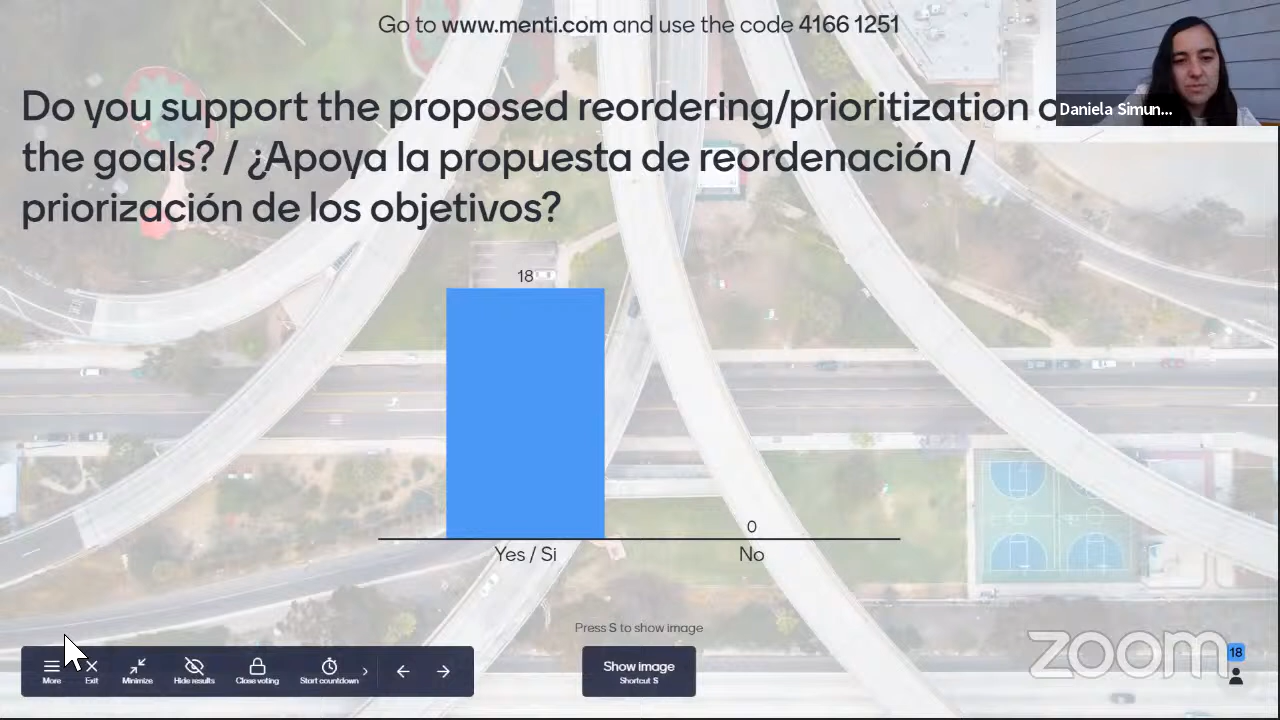 Go to www.menti.com and use the code 4166 1251
Do you support the proposed reordering/prioritization
the goals? / ¿Apoya la propuesta de reordenación /
priorización de los objetivos?
Daniela Simun...
18
0
Yes / Si
No
Press S to show image
Show image
Shortcut S
More
Exit
Minimize
Hide results
Close voting
Start countdown
zoom
18